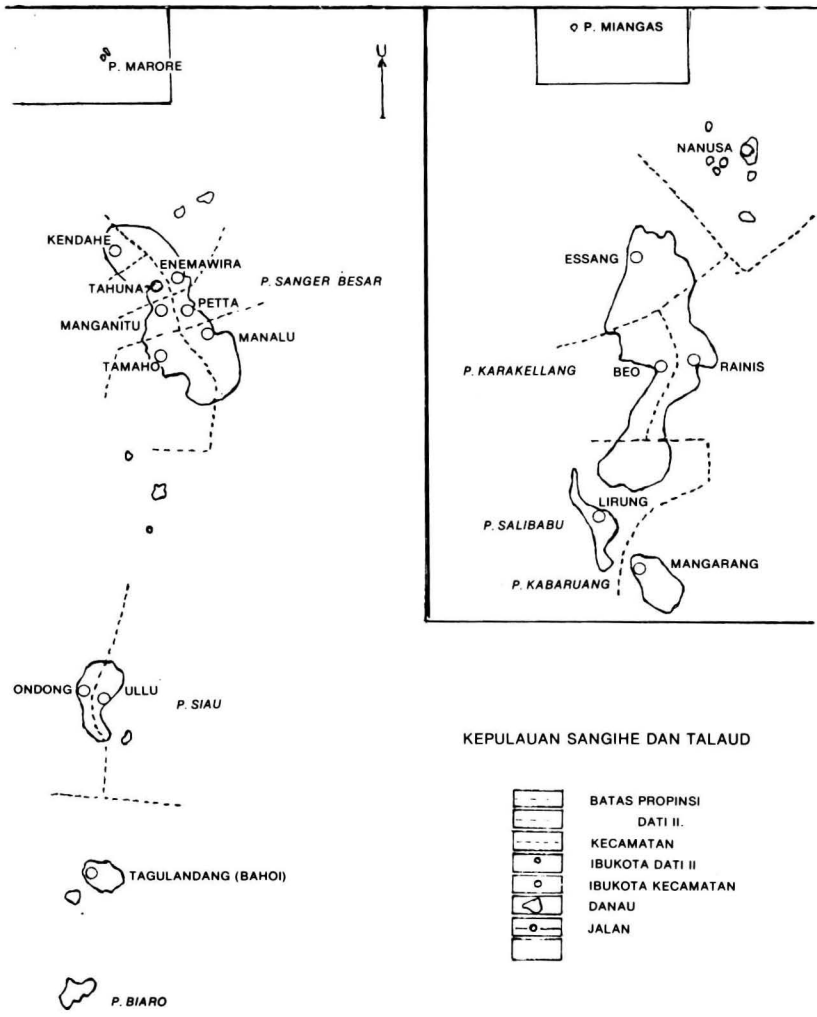 P. MARORE
U
KENDAHE
ENEMAWIRA
TAHUNA
P. SANGER BESAR
PETTA
MANGANITU
MANALU
TAMAHO
ONDONG
ULLU
P. SIAU
TAGULANDANG (BAHOI)
P. BIARO
P. MIANGAS
NANUSA
ESSANG
P. KARAKELLANG
BEO
RAINIS
LIRUNG
P. SALIBABU
MANGARANG
P. KABARUANG
KEPULAUAN SANGIHE DAN TALAUD
BATAS PROPINSI
DATI II.
KECAMATAN
IBUKOTA DATI II
IBUKOTA KECAMATAN
DANAU
JALAN